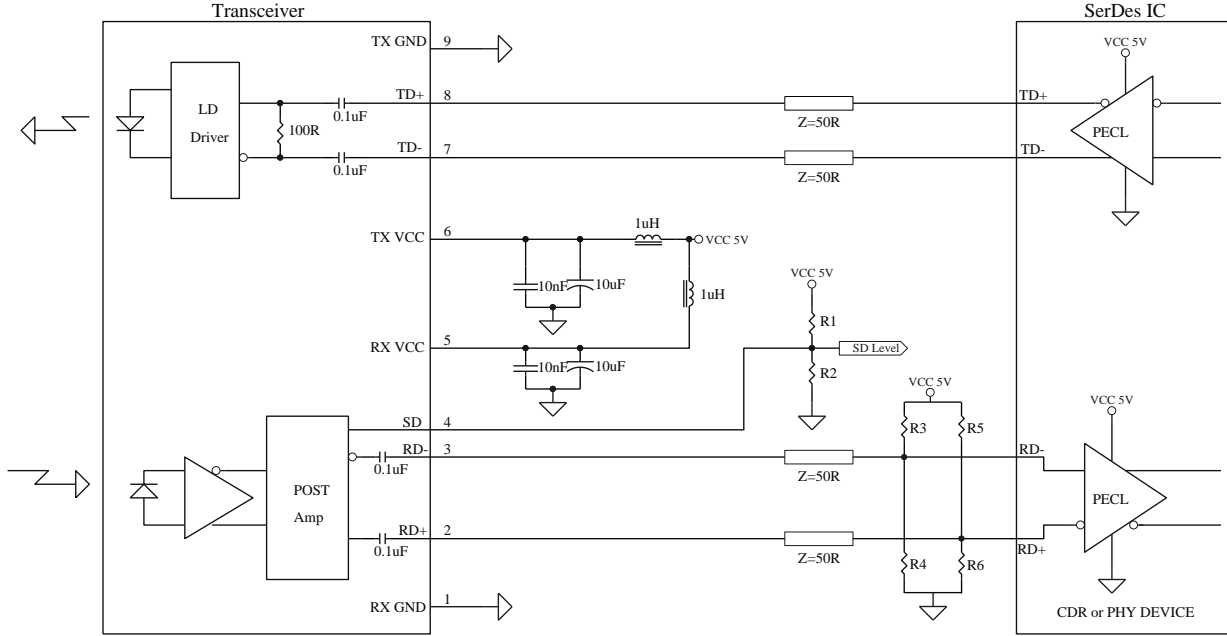 Transceiver
SerDes IC
TX GND
9
VCC 5V
LD
Driver
100R
0.1uF
TD+
8
Z=50R
TD+
PECL
0.1uF
TD-
7
Z=50R
TD-
1uH
TX VCC
6
VCC 5V
10nF
10uF
1uH
VCC 5V
R1
RX VCC
5
SD Level
10nF
10uF
R2
VCC 5V
VCC 5V
SD
4
R3
R5
RD-
3
0.1uF
Z=50R
RD-
POST
Amp
PECL
RD+
2
0.1uF
Z=50R
RD+
R4
R6
RX GND
1
CDR or PHY DEVICE